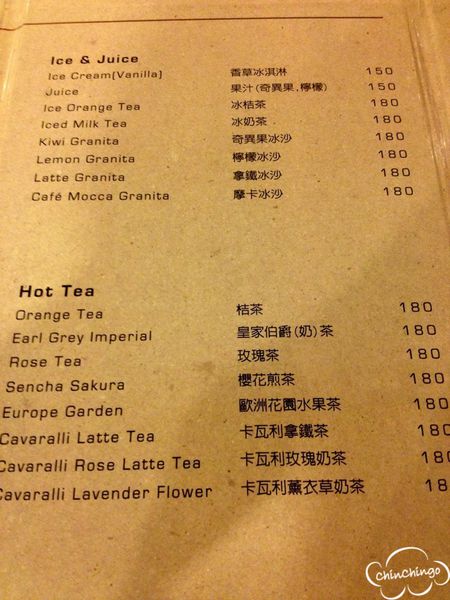 Ice & Juice
Ice Cream(Vanilla) 香草冰淇淋 150
Juice 果汁(奇異果,檸檬) 150
Ice Orange Tea 冰桔茶 180
Iced Milk Tea 冰奶茶 180
Kiwi Granita 奇異果冰沙 180
Lemon Granita 檸檬冰沙 180
Latte Granita 拿鐵冰沙 180
Café Mocca Granita 摩卡冰沙 180
Hot Tea
Orange Tea 桔茶 180
Earl Grey Imperial 皇家伯爵(奶)茶 180
Rose Tea 玫瑰茶 180
Sencha Sakura 櫻花煎茶 180
Europe Garden 歐洲花園水果茶 180
Cavaralli Latte Tea 卡瓦利拿鐵茶 180
Cavaralli Rose Latte Tea 卡瓦利玫瑰奶茶 180
Cavaralli Lavender Flower 卡瓦利薰衣草奶茶 18
chinchingo